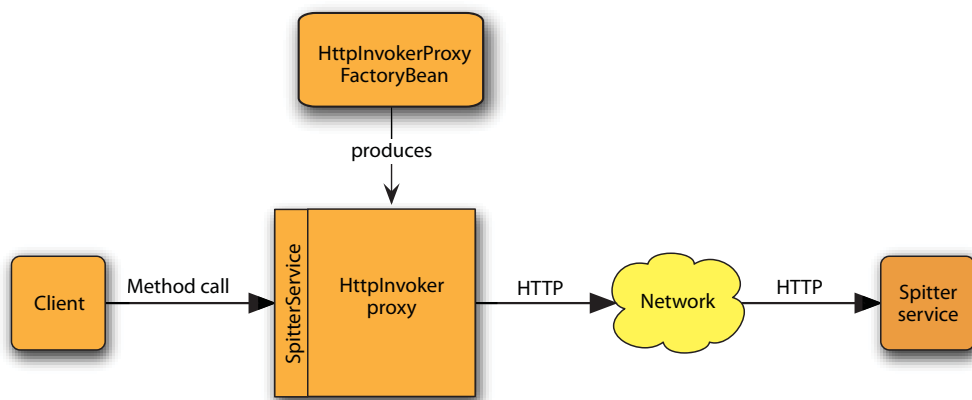 HttpInvokerProxy
FactoryBean
produces
Client
Method call
SpitterService
HttpInvoker
proxy
HTTP
Network
HTTP
Spitter
service